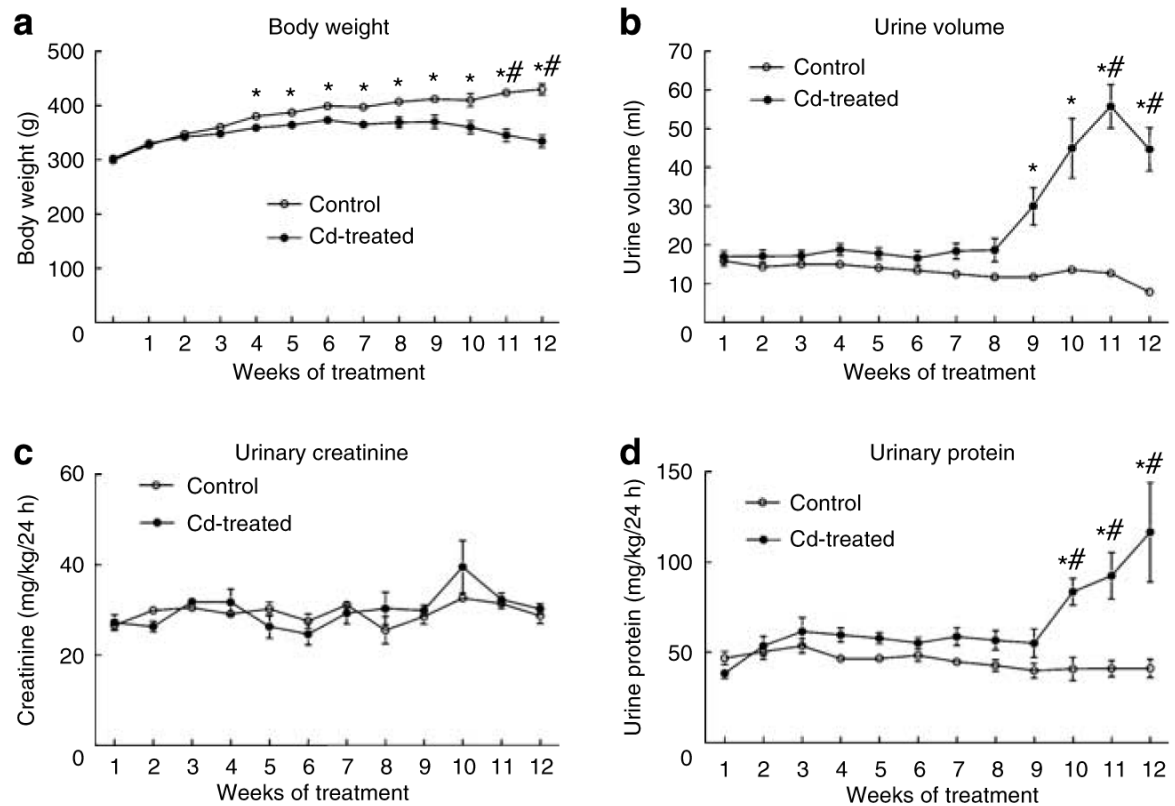 a
Body weight
500
400
300
200
100
0
Body weight (g)
* * * * * * * *# *#
Control
Cd-treated
1 2 3 4 5 6 7 8 9 10 11 12
Weeks of treatment
b
Urine volume
70
60
50
40
30
20
10
0
Urine volume (ml)
Control
Cd-treated
* * *# *#
1 2 3 4 5 6 7 8 9 10 11 12
Weeks of treatment
c
Urinary creatinine
60
40
20
0
Creatinine (mg/kg/24 h)
Control
Cd-treated
1 2 3 4 5 6 7 8 9 10 11 12
Weeks of treatment
d
Urinary protein
150
100
50
0
Urine protein (mg/kg/24 h)
Control
Cd-treated
*# *# *#
1 2 3 4 5 6 7 8 9 10 11 12
Weeks of treatment